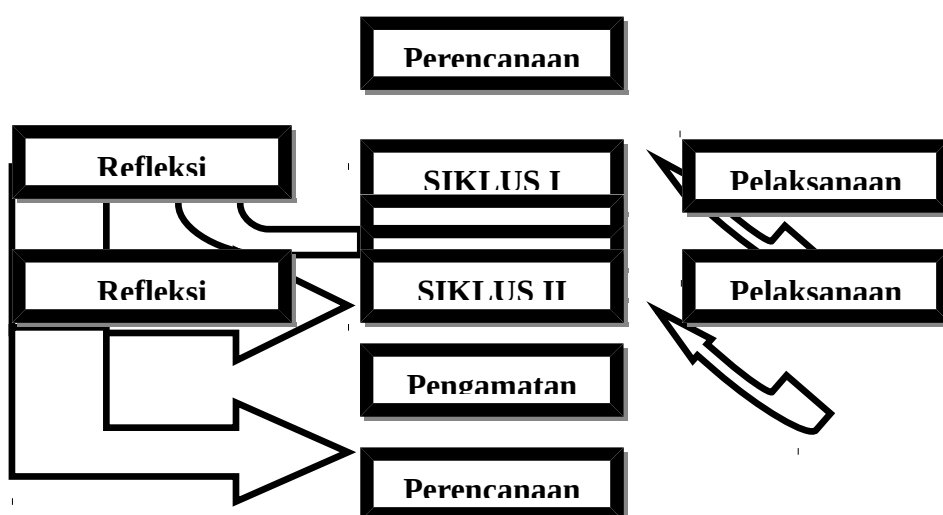 Perencanaan
Refleksi
SIKLUS I
Pelaksanaan
Refleksi
SIKLUS II
Pelaksanaan
Pengamatan
Perencanaan